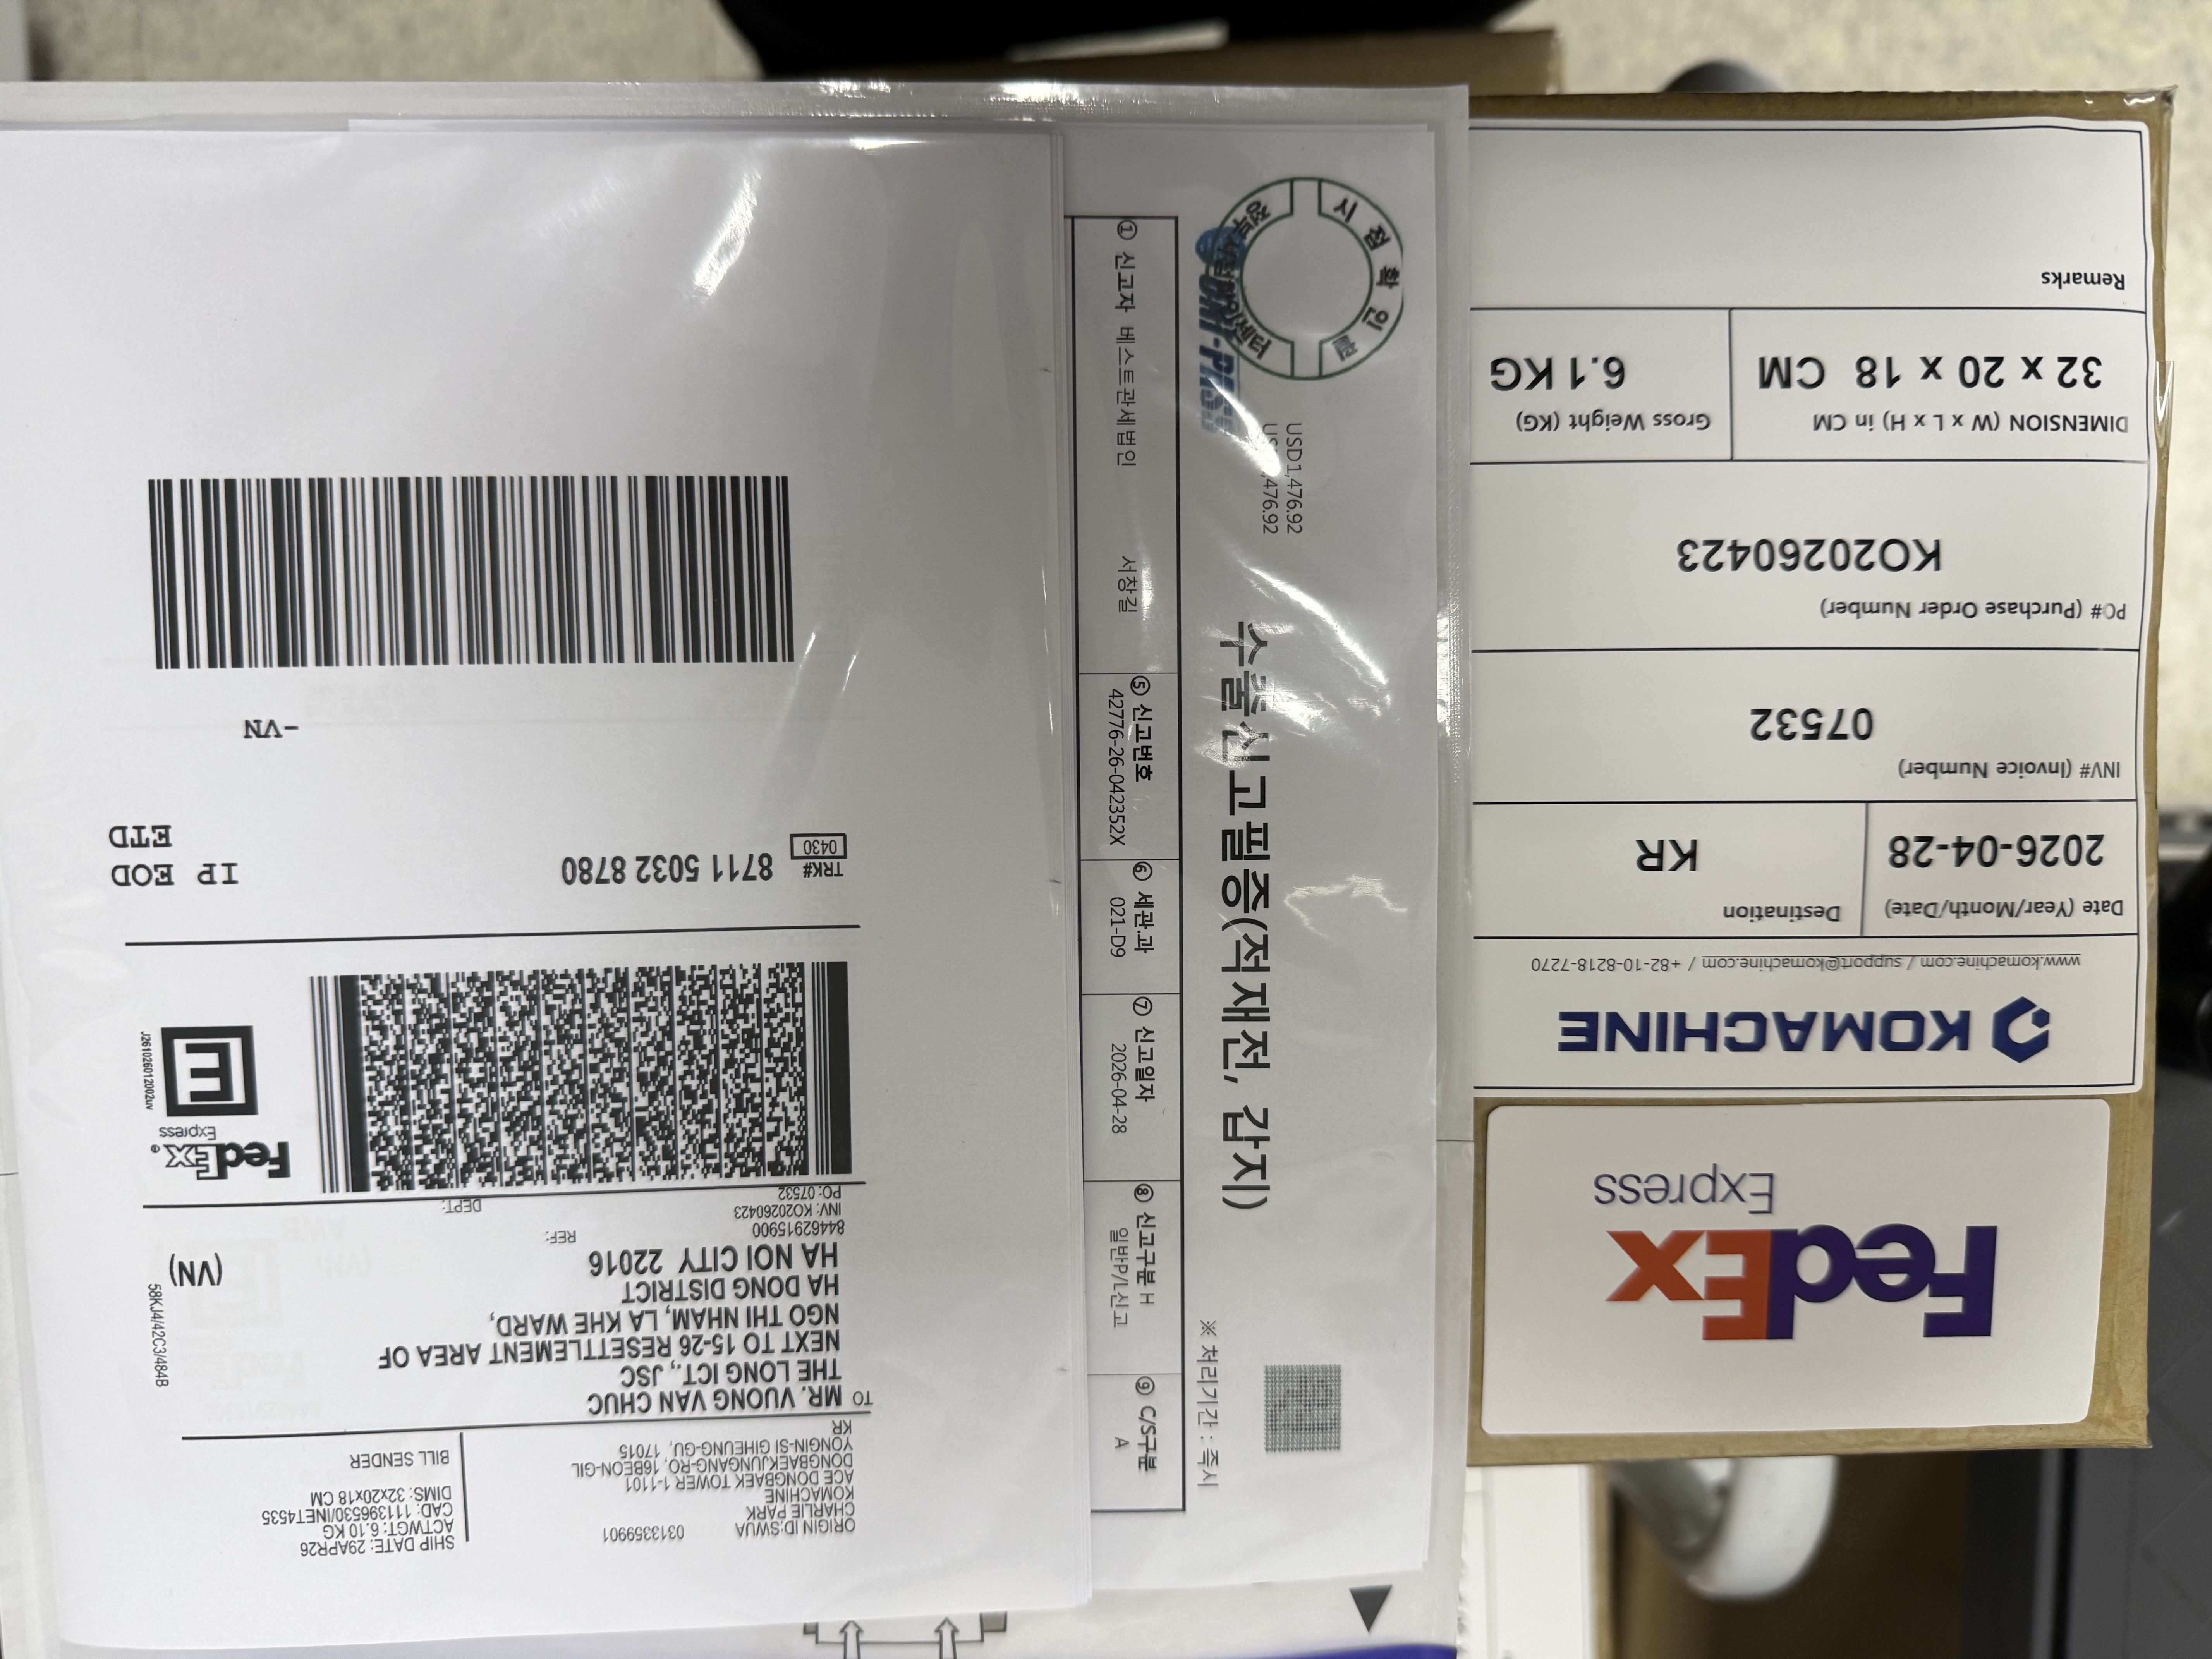 FedEx
Express
KOMACHINE
www.komachine.com / support@komachine.com / +82-10-8218-7270
Date (Year/Month/Date)
2026-04-28
Destination
KR
INV# (Invoice Number)
07532
PO# (Purchase Order Number)
KO20260423
DIMENSION (W x L x H) in CM
32 x 20 x 18 CM
Gross Weight (KG)
6.1 KG
Remarks
ORIGIN ID:SWUA 0313359901
CHARLIE PARK
KOMACHINE
ACE DONGBAEK TOWER 1-1101
DONGBAEKJUNGANG-RO, 16BEON-GIL
YONGIN-SI GIHEUNG-GU, 17015
KR
SHIP DATE: 29APR26
ACTWGT: 6.10 KG
CAD: 111396530/INET4535
DIMS: 32x20x18 CM
BILL SENDER
TO MR. VUONG VAN CHUC
THE LONG ICT., JSC
NEXT TO 15-26 RESETTLEMENT AREA OF
NGO THI NHAM, LA KHE WARD,
HA DONG DISTRICT
HA NOI CITY 22016
(VN)
84462915900 REF:
INV: KO20260423
PO: 07532 DEPT:
58KJ4/42C3/484B
FedEx
Express
E
J261026012002uv
TRK# 8711 5032 8780
0430
IP EOD
ETD
-VN
USD1,476.92
수출신고필증(적재전, 갑지)
※ 처리기간 : 즉시
① 신고자 베스트관세법인 서창길
⑤ 신고번호
42776-26-042352X
⑥ 세관.과
021-D9
⑦ 신고일자
2026-04-28
⑧ 신고구분 H
일반P/L신고
⑨ C/S구분
A